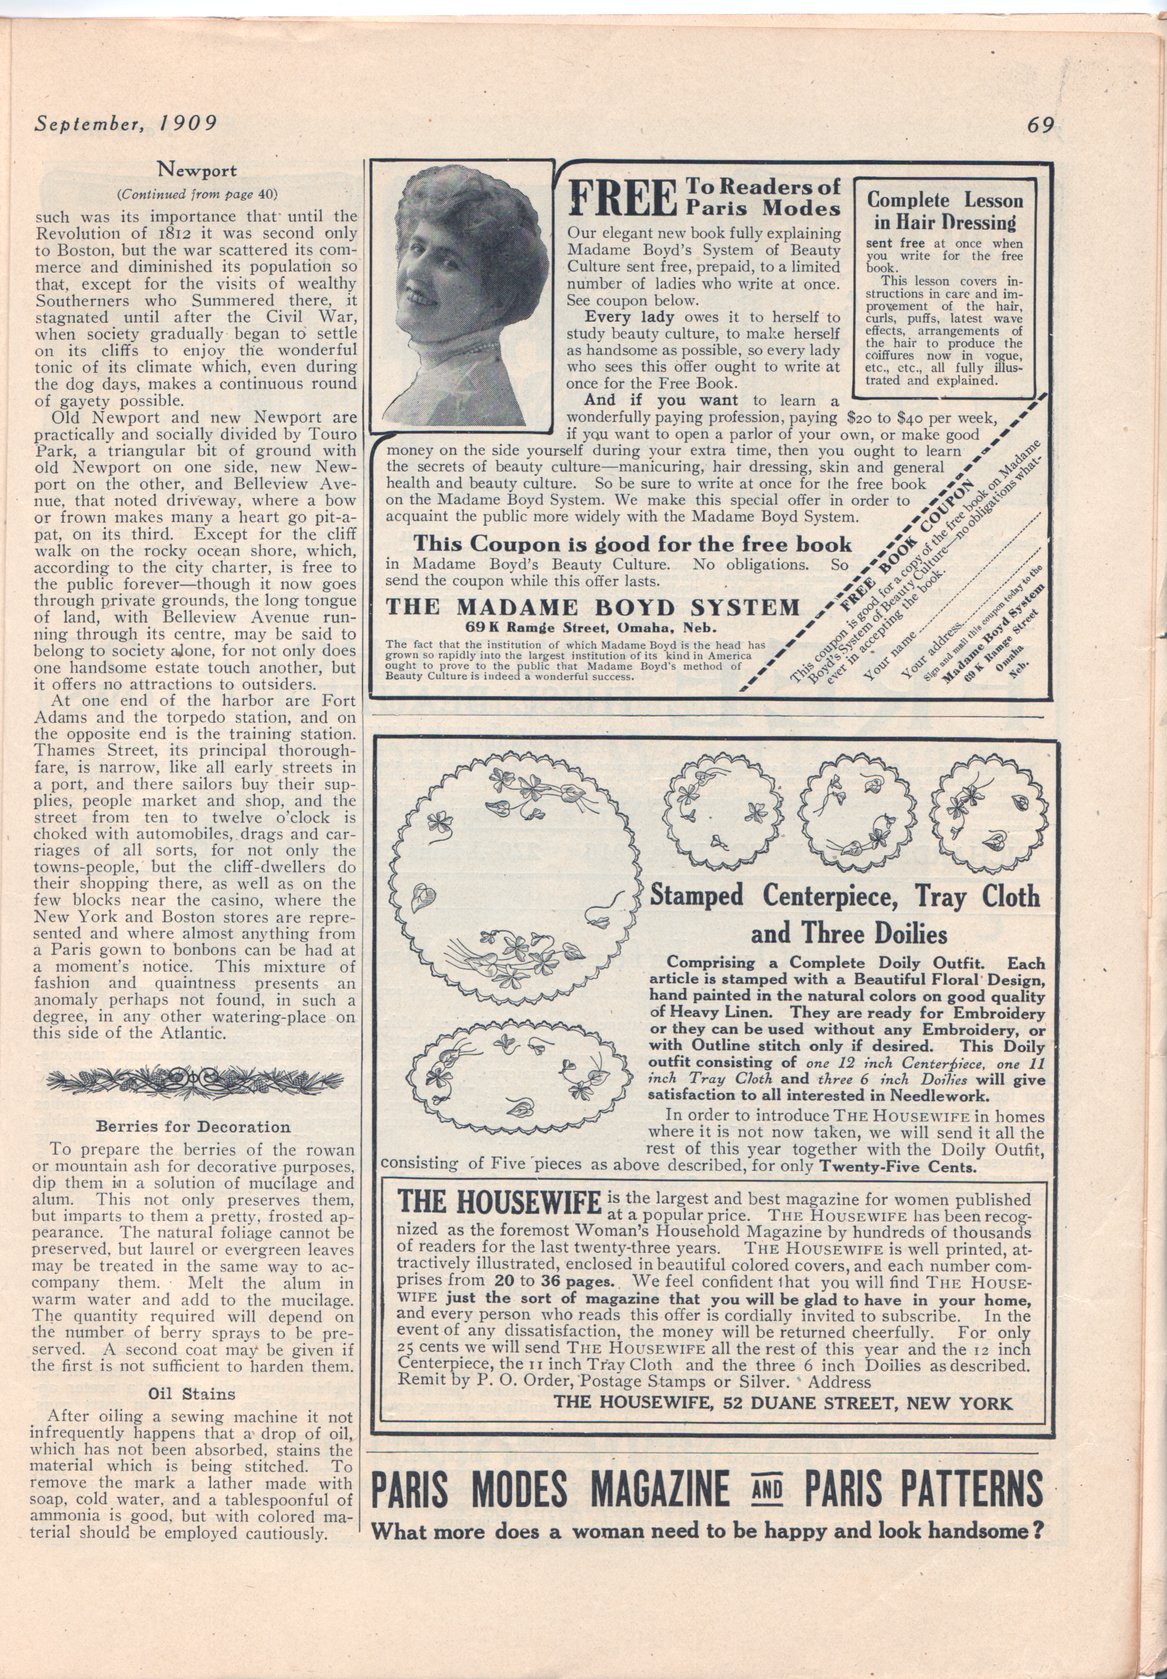 September, 1909
69
Newport
(Continued from page 40)
such was its importance that until the
Revolution of 1812 it was second only
to Boston, but the war scattered its com-
merce and diminished its population so
that, except for the visits of wealthy
Southerners who Summered there, it
stagnated until after the Civil War,
when society gradually began to settle
on its cliffs to enjoy the wonderful
tonic of its climate which, even during
the dog days, makes a continuous round
of gayety possible.
Old Newport and new Newport are
practically and socially divided by Touro
Park, a triangular bit of ground with
old Newport on one side, new New-
port on the other, and Belleview Ave-
nue, that noted driveway, where a bow
or frown makes many a heart go pit-a-
pat, on its third. Except for the cliff
walk on the rocky ocean shore, which,
according to the city charter, is free to
the public forever—though it now goes
through private grounds, the long tongue
of land, with Belleview Avenue run-
ning through its centre, may be said to
belong to society alone, for not only does
one handsome estate touch another, but
it offers no attractions to outsiders.
At one end of the harbor are Fort
Adams and the torpedo station, and on
the opposite end is the training station.
Thames Street, its principal thorough-
fare, is narrow, like all early streets in
a port, and there sailors buy their sup-
plies, people market and shop, and the
street from ten to twelve o'clock is
choked with automobiles, drags and car-
riages of all sorts, for not only the
towns-people, but the cliff-dwellers do
their shopping there, as well as on the
few blocks near the casino, where the
New York and Boston stores are repre-
sented and where almost anything from
a Paris gown to bonbons can be had at
a moment's notice. This mixture of
fashion and quaintness presents an
anomaly perhaps not found, in such a
degree, in any other watering-place on
this side of the Atlantic.
Berries for Decoration
To prepare the berries of the rowan
or mountain ash for decorative purposes,
dip them in a solution of mucilage and
alum. This not only preserves them,
but imparts to them a pretty, frosted ap-
pearance. The natural foliage cannot be
preserved, but laurel or evergreen leaves
may be treated in the same way to ac-
company them. Melt the alum in
warm water and add to the mucilage.
The quantity required will depend on
the number of berry sprays to be pre-
served. A second coat may be given if
the first is not sufficient to harden them.
Oil Stains
After oiling a sewing machine it not
infrequently happens that a drop of oil,
which has not been absorbed, stains the
material which is being stitched. To
remove the mark a lather made with
soap, cold water, and a tablespoonful of
ammonia is good, but with colored ma-
terial should be employed cautiously.
FREE To Readers of
Paris Modes
Our elegant new book fully explaining
Madame Boyd's System of Beauty
Culture sent free, prepaid, to a limited
number of ladies who write at once.
See coupon below.
Every lady owes it to herself to
study beauty culture, to make herself
as handsome as possible, so every lady
who sees this offer ought to write at
once for the Free Book.
And if you want to learn a
wonderfully paying profession, paying $20 to $40 per week,
if you want to open a parlor of your own, or make good
money on the side yourself during your extra time, then you ought to learn
the secrets of beauty culture—manicuring, hair dressing, skin and general
health and beauty culture. So be sure to write at once for the free book
on the Madame Boyd System. We make this special offer in order to
acquaint the public more widely with the Madame Boyd System.
This Coupon is good for the free book
in Madame Boyd's Beauty Culture. No obligations. So
send the coupon while this offer lasts.
THE MADAME BOYD SYSTEM
69 K Ramge Street, Omaha, Neb.
The fact that the institution of which Madame Boyd is the head has
grown so rapidly into the largest institution of its kind in America
ought to prove to the public that Madame Boyd's method of
Beauty Culture is indeed a wonderful success.
Complete Lesson
in Hair Dressing
sent free at once when
you write for the free
book.
This lesson covers in-
structions in care and im-
provement of the hair,
curls, puffs, latest wave
effects, arrangements of
the hair to produce the
coiffures now in vogue,
etc., etc., all fully illus-
trated and explained.
FREE BOOK COUPON
This coupon is good for a copy of the free book on Madame
Boyd's System of Beauty Culture—no obligations what-
ever in accepting the book.
Your name
Your address
Sign and mail this coupon today to the
Madame Boyd System
69 K Ramge Street
Omaha
Neb.
Stamped Centerpiece, Tray Cloth
and Three Doilies
Comprising a Complete Doily Outfit. Each
article is stamped with a Beautiful Floral Design,
hand painted in the natural colors on good quality
of Heavy Linen. They are ready for Embroidery
or they can be used without any Embroidery, or
with Outline stitch only if desired. This Doily
outfit consisting of one 12 inch Centerpiece, one 11
inch Tray Cloth and three 6 inch Doilies will give
satisfaction to all interested in Needlework.
In order to introduce THE HOUSEWIFE in homes
where it is not now taken, we will send it all the
rest of this year together with the Doily Outfit,
consisting of Five pieces as above described, for only Twenty-Five Cents.
THE HOUSEWIFE is the largest and best magazine for women published
at a popular price. THE HOUSEWIFE has been recog-
nized as the foremost Woman's Household Magazine by hundreds of thousands
of readers for the last twenty-three years. THE HOUSEWIFE is well printed, at-
tractively illustrated, enclosed in beautiful colored covers, and each number com-
prises from 20 to 36 pages. We feel confident that you will find THE HOUSE-
WIFE just the sort of magazine that you will be glad to have in your home,
and every person who reads this offer is cordially invited to subscribe. In the
event of any dissatisfaction, the money will be returned cheerfully. For only
25 cents we will send THE HOUSEWIFE all the rest of this year and the 12 inch
Centerpiece, the 11 inch Tray Cloth and the three 6 inch Doilies as described.
Remit by P. O. Order, Postage Stamps or Silver. Address
THE HOUSEWIFE, 52 DUANE STREET, NEW YORK
PARIS MODES MAGAZINE AND PARIS PATTERNS
What more does a woman need to be happy and look handsome?